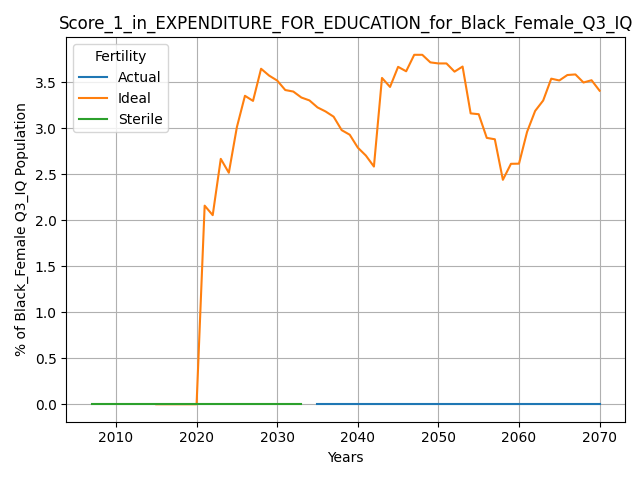 Score_1_in_EXPENDITURE_FOR_EDUCATION_for_Black_Female_Q3_IQ
Fertility
Actual
Ideal
Sterile
% of Black_Female Q3_IQ Population
3.5
3.0
2.5
2.0
1.5
1.0
0.5
0.0
2010 2020 2030 2040 2050 2060 2070
Years